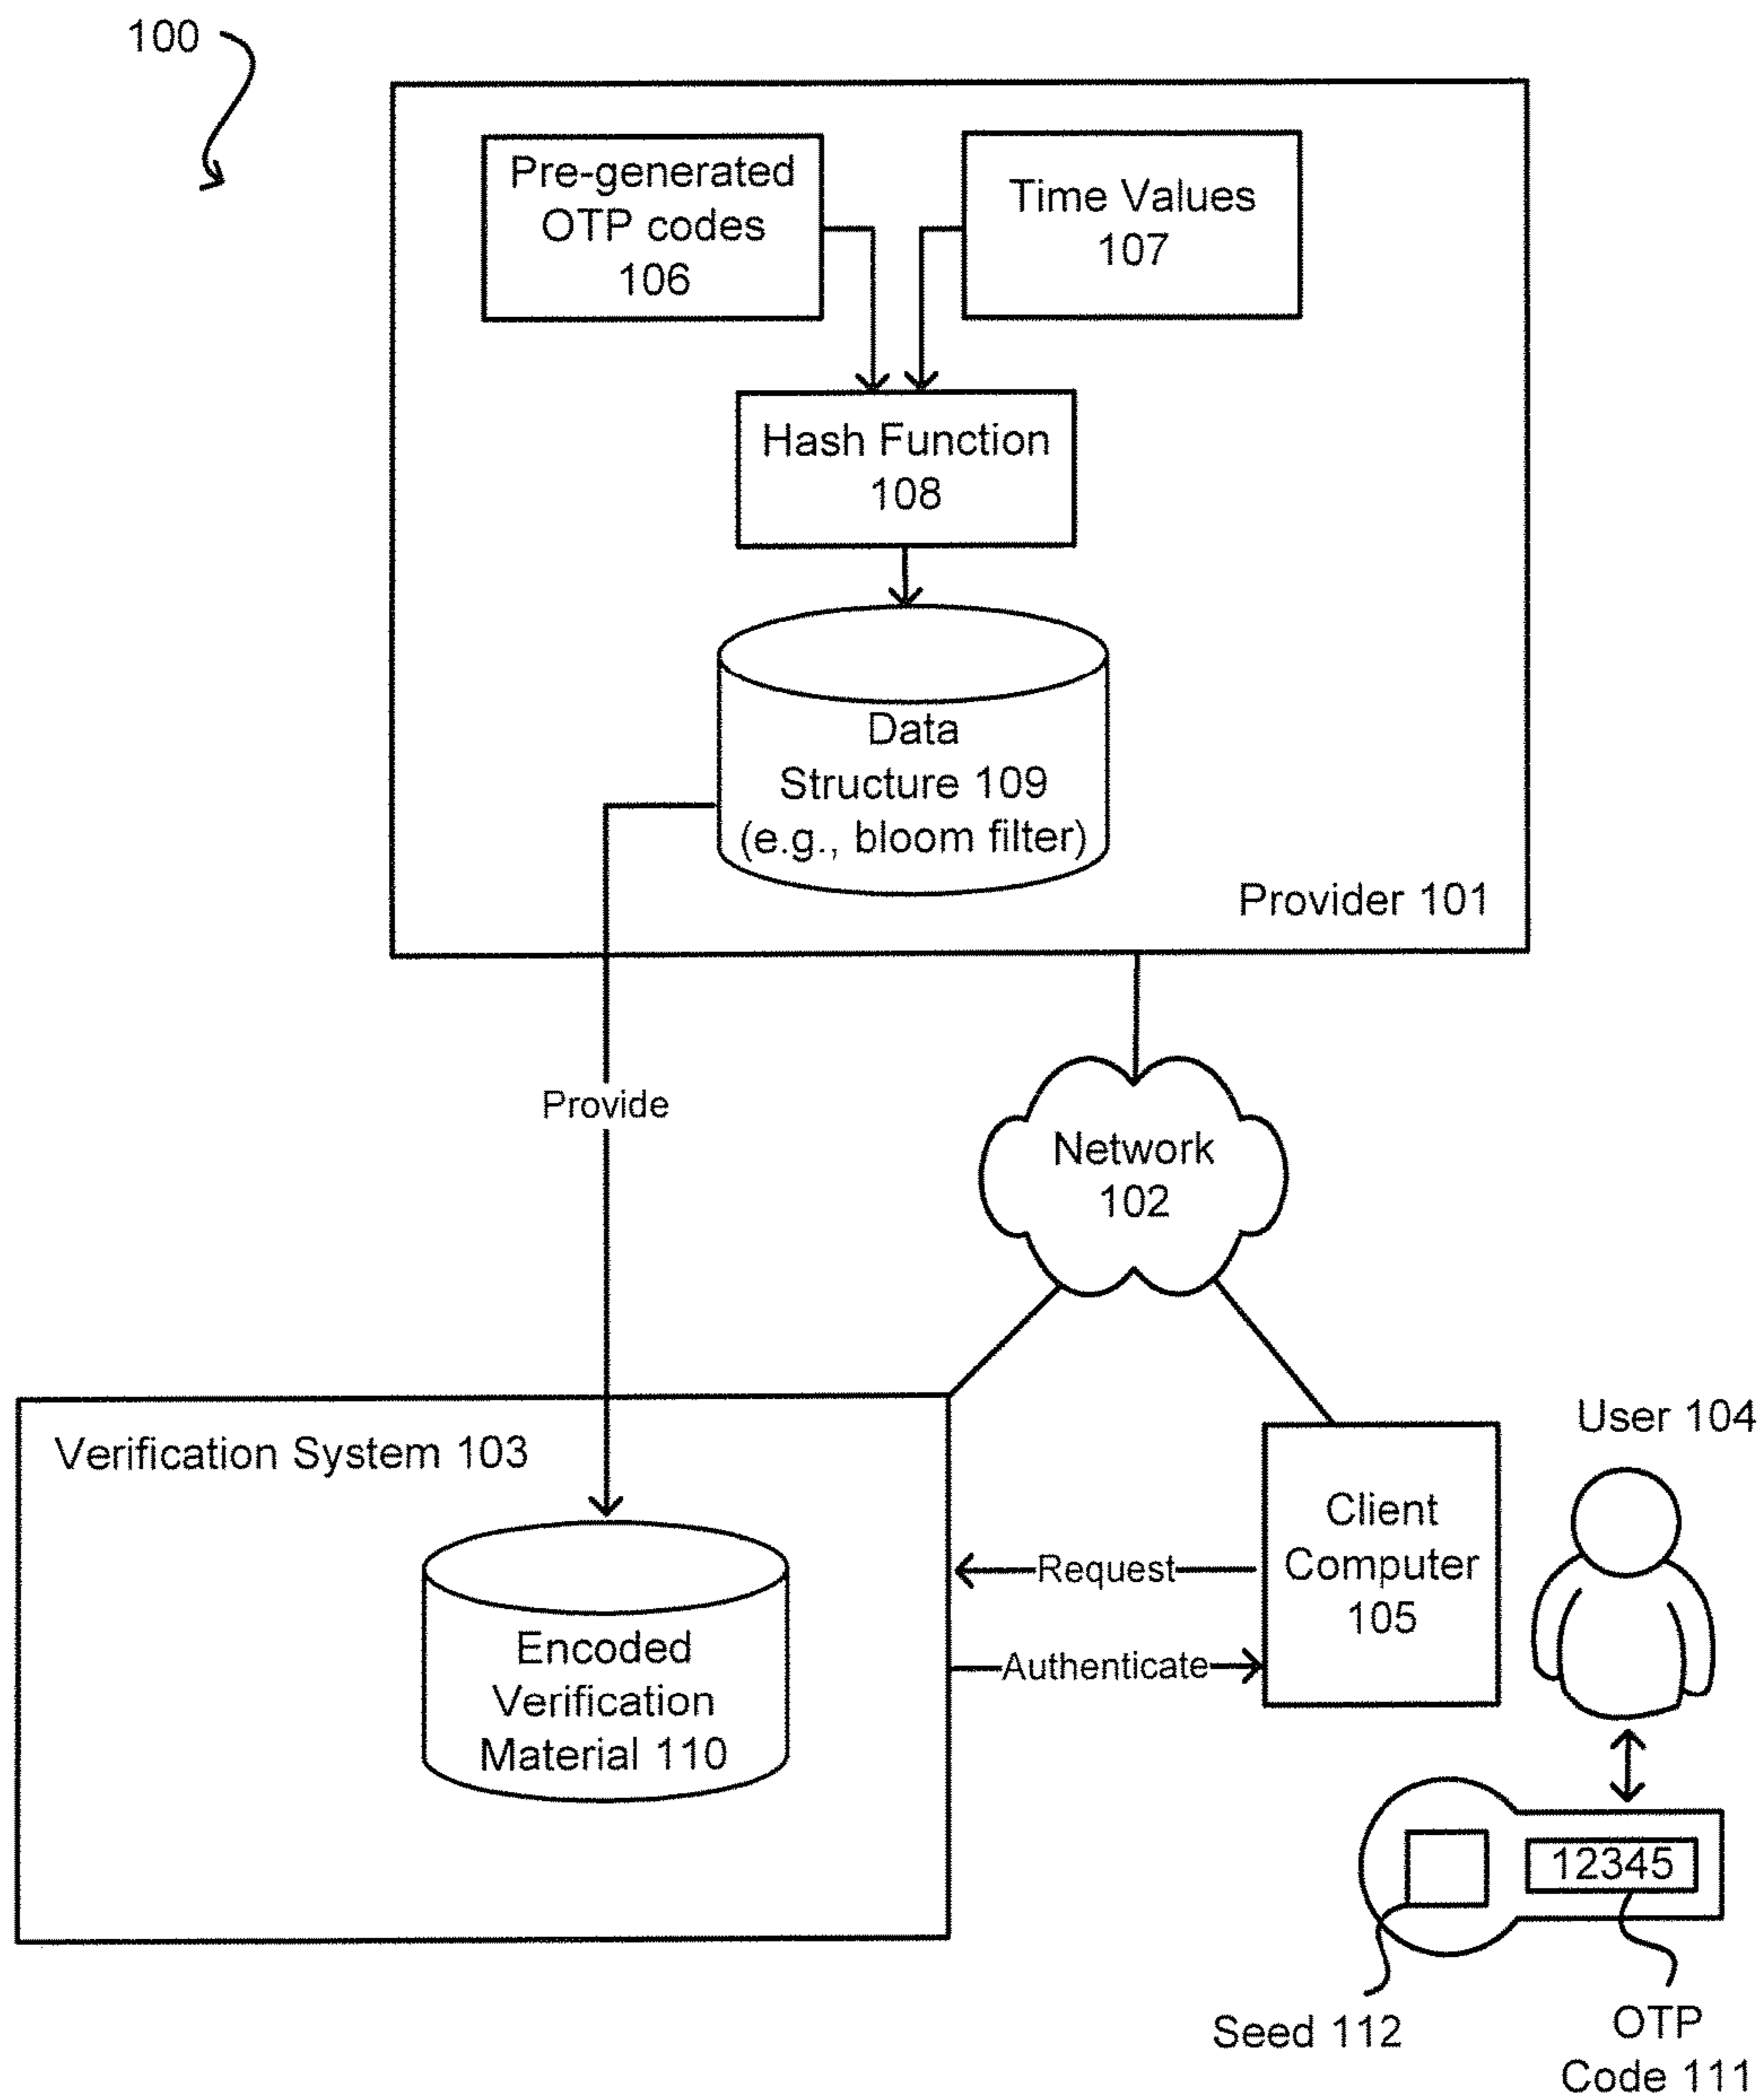 100
Pre-generated
OTP codes
106
Time Values
107
Hash Function
108
Data
Structure 109
(e.g., bloom filter)
Provider 101
Provide
Network
102
Verification System 103
Encoded
Verification
Material 110
Request
Authenticate
Client
Computer
105
User 104
12345
Seed 112
OTP
Code 111